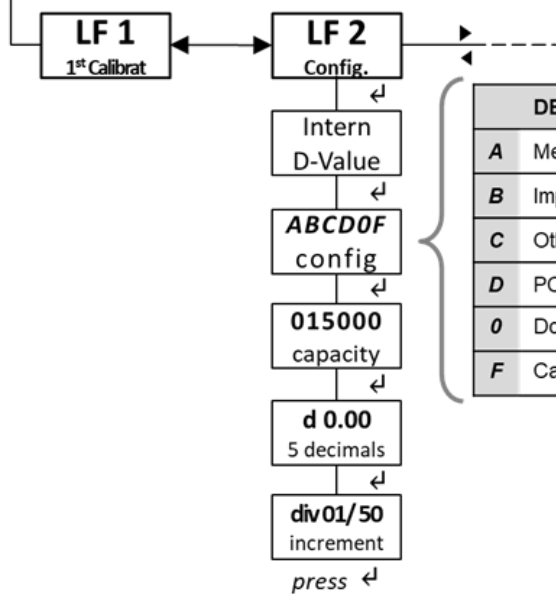 LF 1
1st Calibrat
LF 2
Config.
Intern
D-Value
ABCD0F
config
015000
capacity
d 0.00
5 decimals
div01/50
increment
press
A
B
C
D
0
F